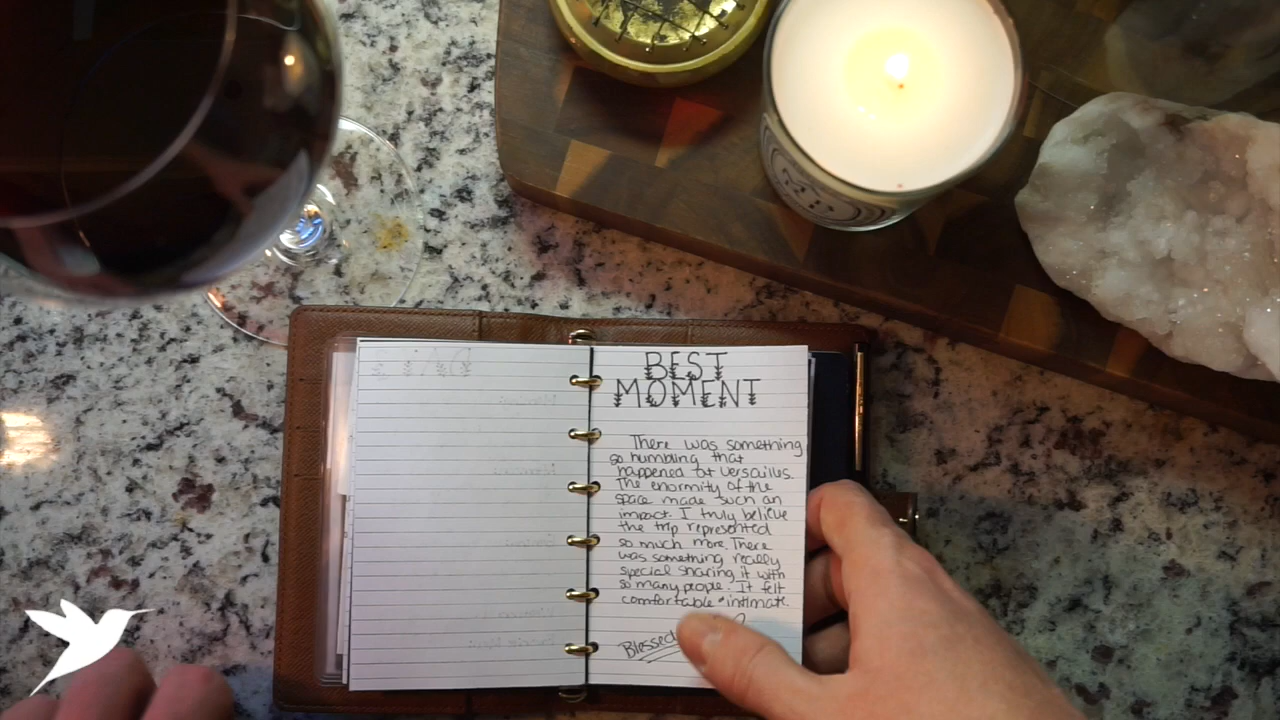 BEST
MOMENT
There was something
so humbling that
happened at Versailles.
The enormity of the
space made such an
impact. I truly believe
the trip represented
so much more. There
was something really
special sharing it with
so many people. It felt
comfortable + intimate.
Blessed